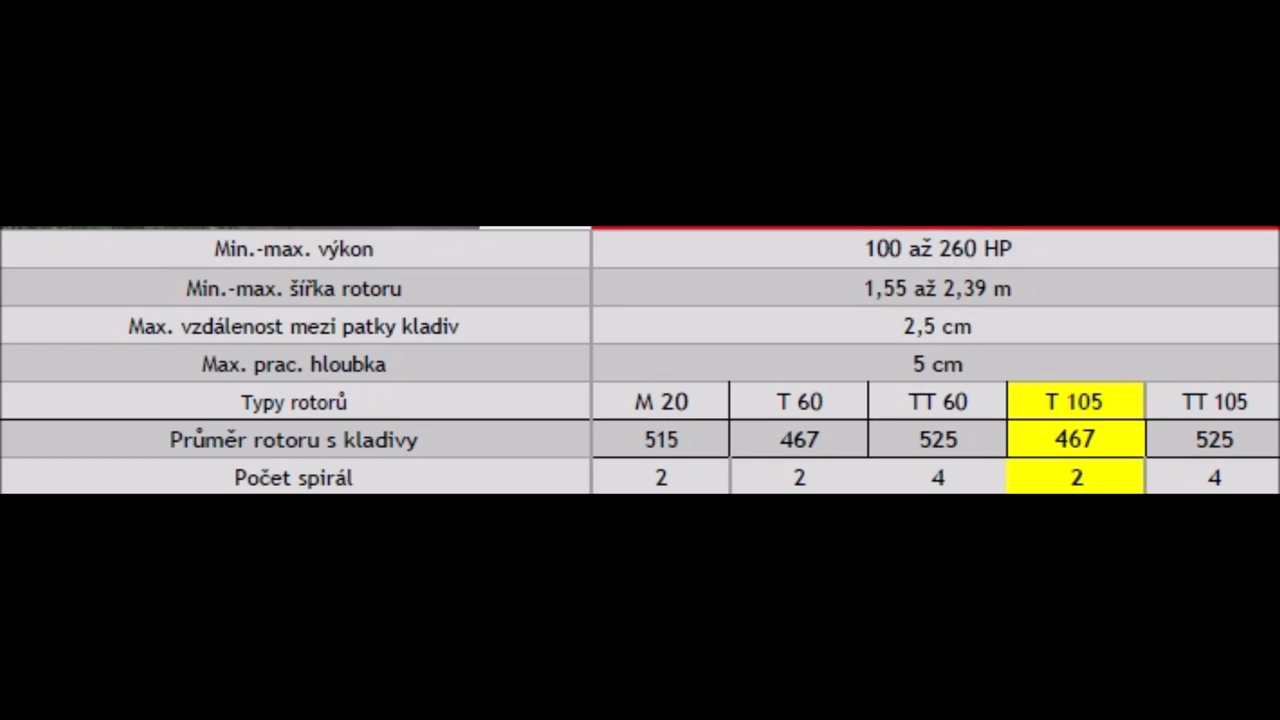 Min.-max. výkon 100 až 260 HP
Min.-max. šířka rotoru 1,55 až 2,39 m
Max. vzdálenost mezi patky kladiv 2,5 cm
Max. prac. hloubka 5 cm
Typy rotorů M 20 T 60 TT 60 T 105 TT 105
Průměr rotoru s kladivy 515 467 525 467 525
Počet spirál 2 2 4 2 4